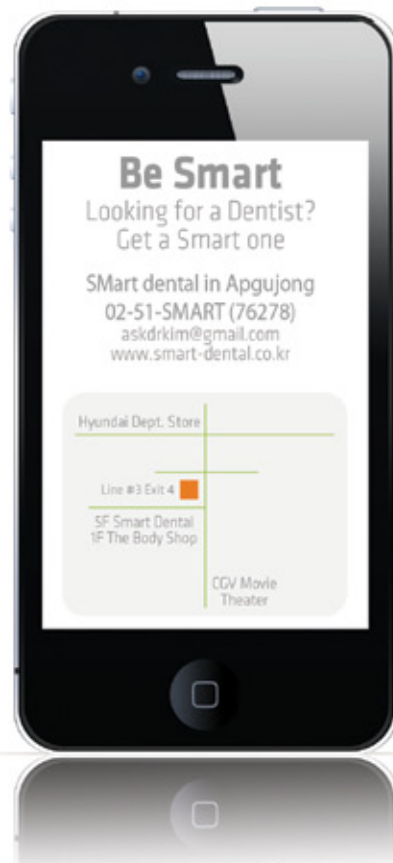 Be Smart
Looking for a Dentist?
Get a Smart one
SMart dental in Apgujong
02-51-SMART (76278)
askdrkim@gmail.com
www.smart-dental.co.kr
Hyundai Dept. Store
Line #3 Exit 4
5F Smart Dental
1F The Body Shop
CGV Movie
Theater